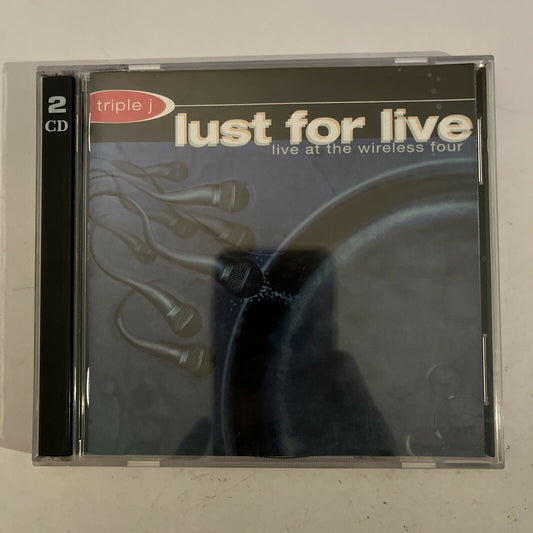 2
CD
triple j
lust for live
live at the wireless four